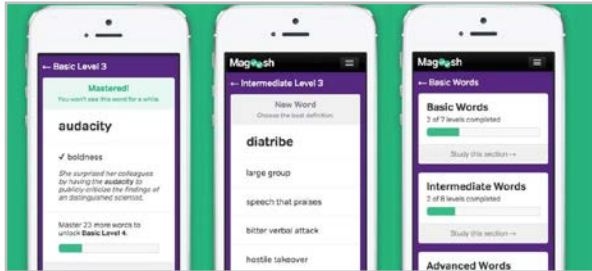 ← Basic Level 3
Mastered!
You won't see this word for a while
audacity
✓ boldness
She surprised her colleagues
by having the audacity to
publicly criticize the findings of
an distinguished scientist.
Master 23 more words to
unlock Basic Level 4.
Magoosh
← Intermediate Level 3
New Word
Choose the best definition
diatribe
large group
speech that praises
bitter verbal attack
hostile takeover
Magoosh
← Basic Words
Basic Words
2 of 7 levels completed
Study this section →
Intermediate Words
2 of 8 levels completed
Study this section →
Advanced Words